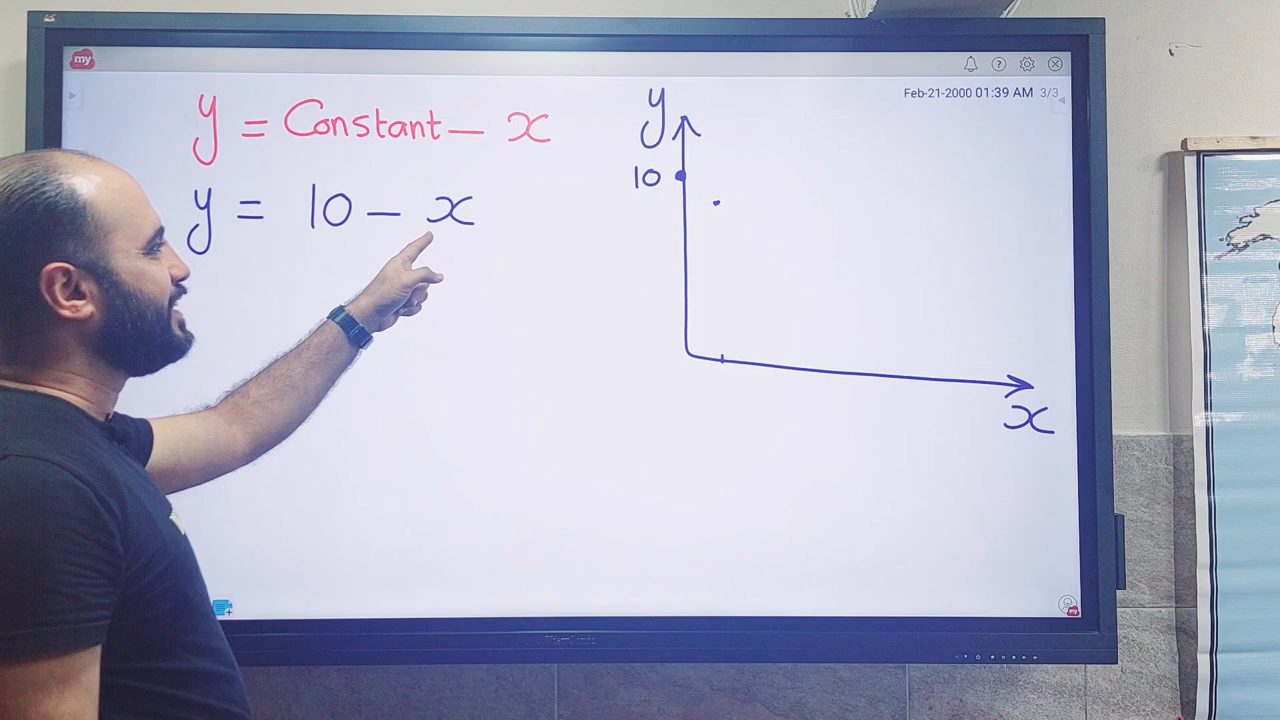 my
Feb-21-2000 01:39 AM 3/3
y = Constant - x
y = 10 - x
y
10
x